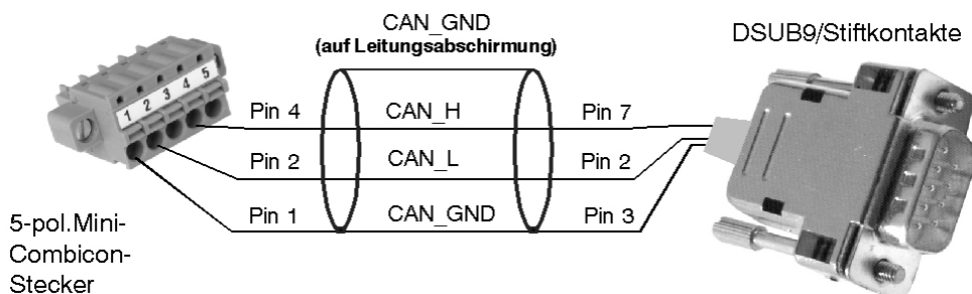 CAN_GND
(auf Leitungsabschirmung)
DSUB9/Stiftkontakte
1 2 3 4 5
Pin 4 CAN_H Pin 7
Pin 2 CAN_L Pin 2
Pin 1 CAN_GND Pin 3
5-pol.Mini-
Combicon-
Stecker